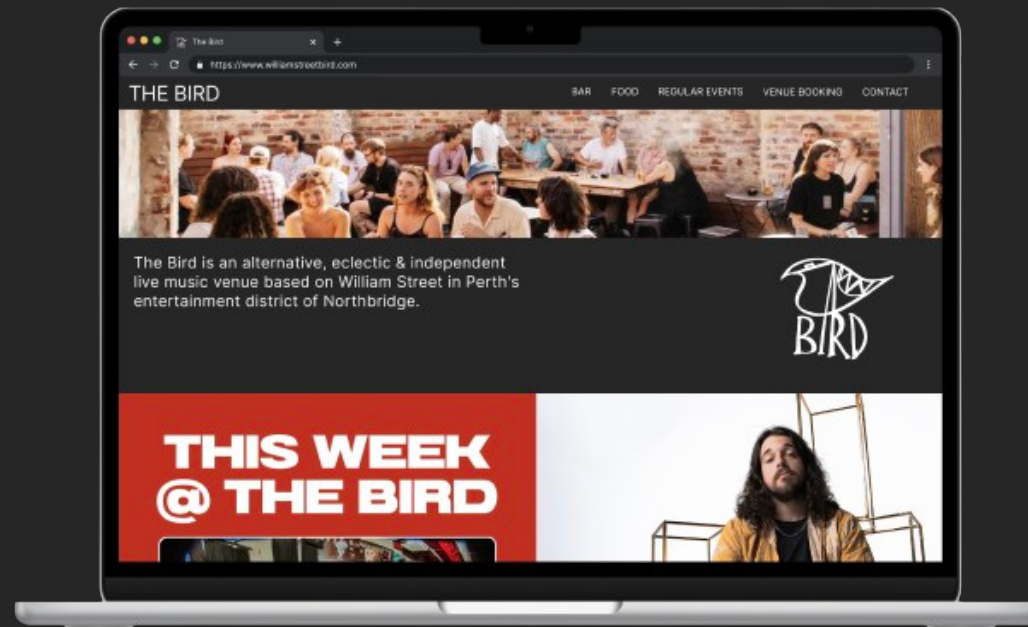 The Bird
https://www.williamstreetbird.com
THE BIRD
BAR FOOD REGULAR EVENTS VENUE BOOKING CONTACT
The Bird is an alternative, eclectic & independent
live music venue based on William Street in Perth's
entertainment district of Northbridge.
BIRD
THIS WEEK
@ THE BIRD